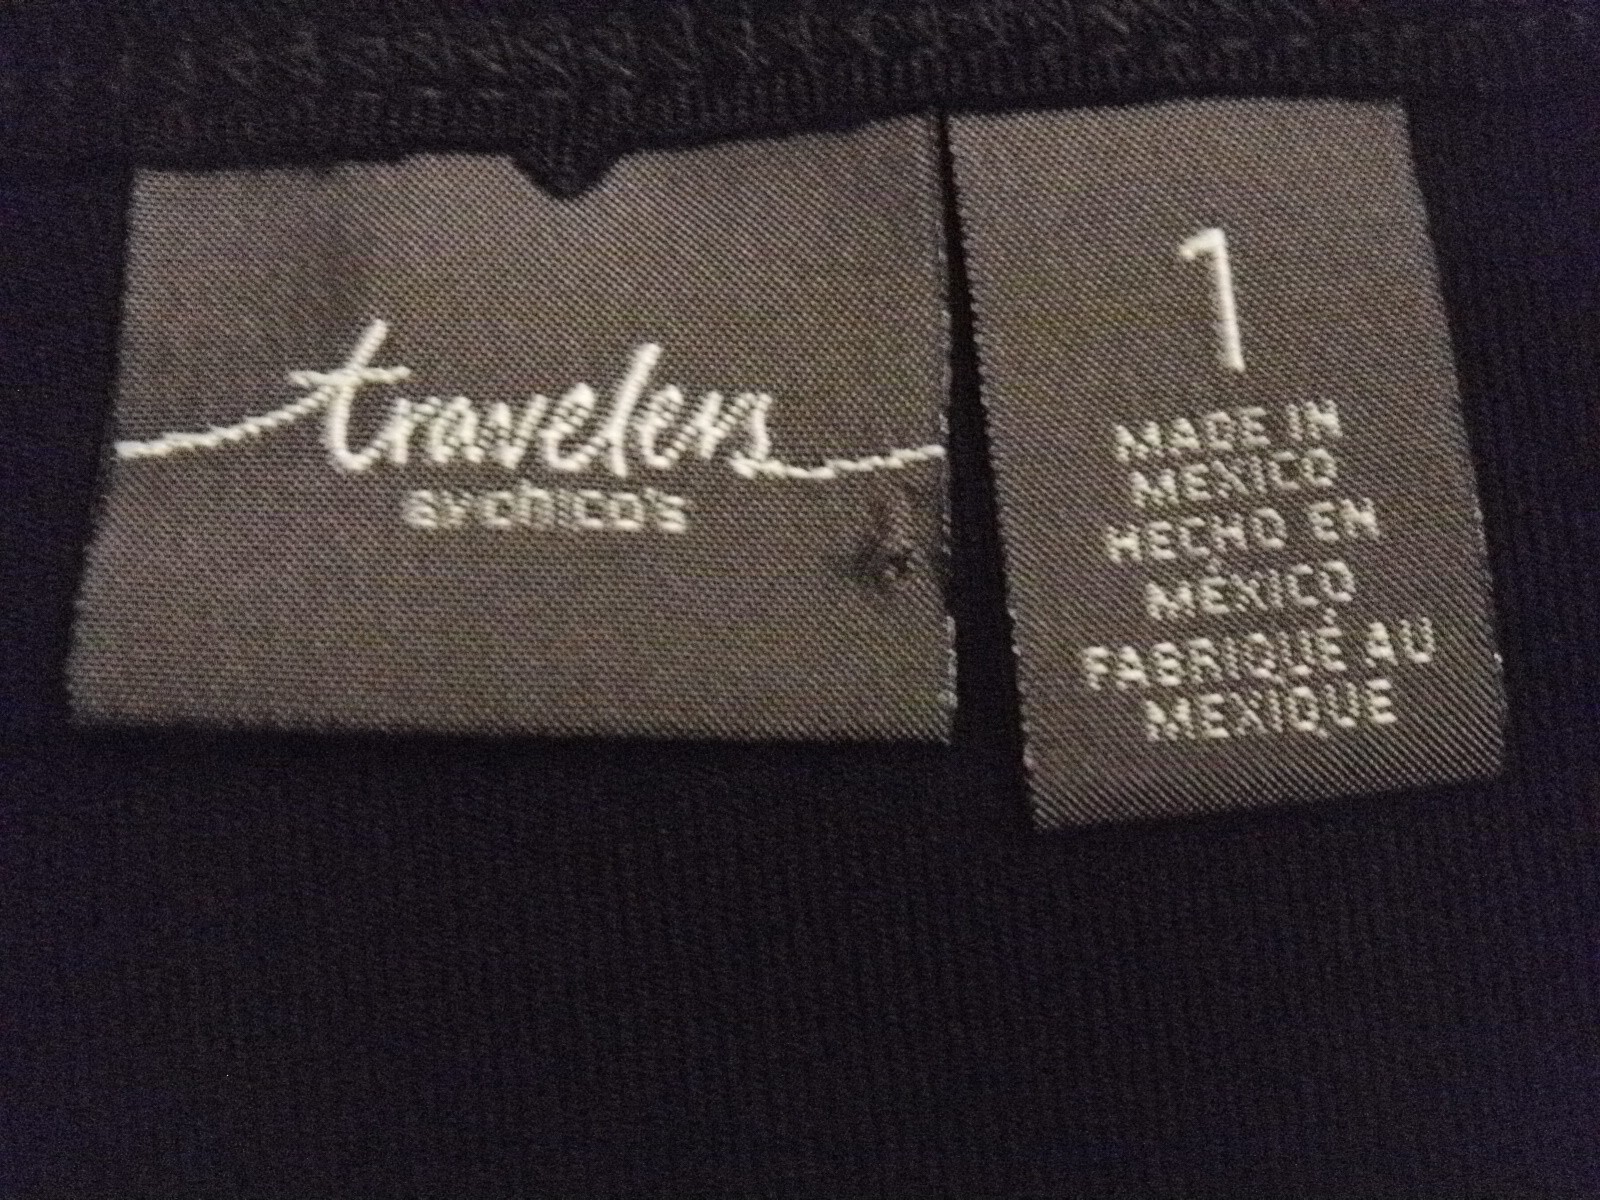 travelers
by chico's
1
MADE IN
MEXICO
HECHO EN
MÉXICO
FABRIQUÉ AU
MEXIQUE